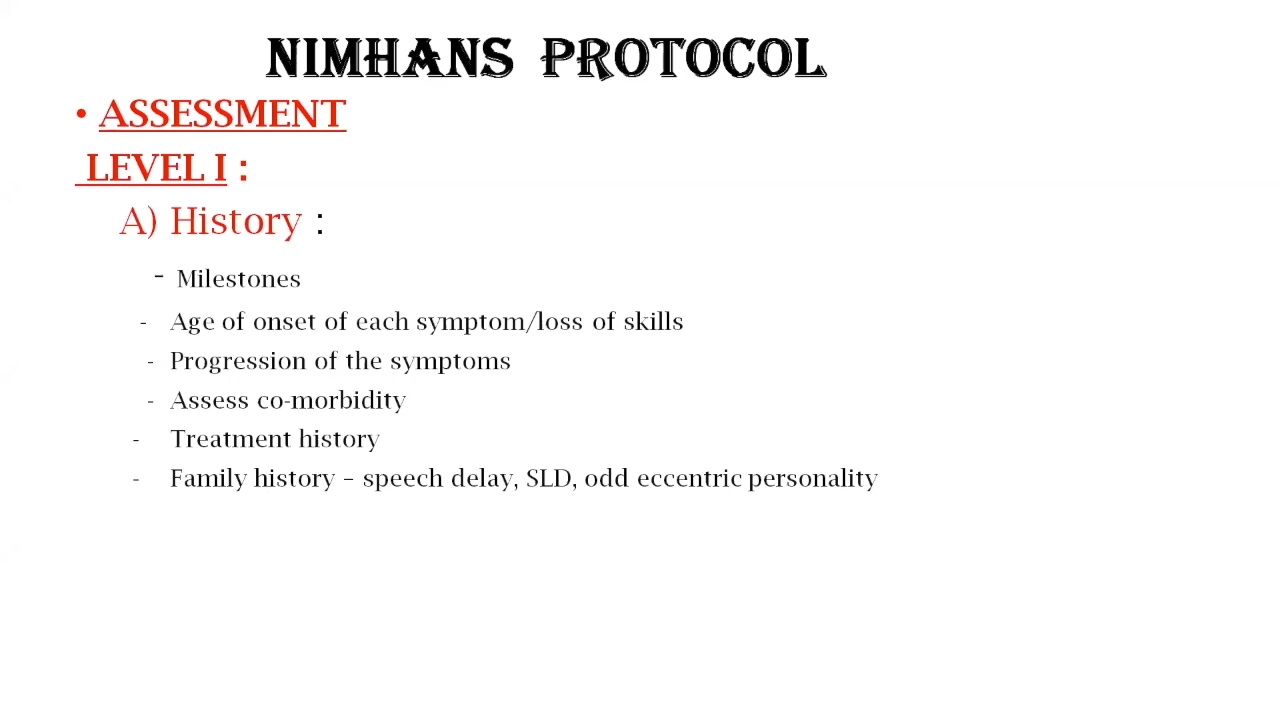 NIMHANS PROTOCOL
• ASSESSMENT
LEVEL I :
A) History :
- Milestones
- Age of onset of each symptom/loss of skills
- Progression of the symptoms
- Assess co-morbidity
- Treatment history
- Family history – speech delay, SLD, odd eccentric personality